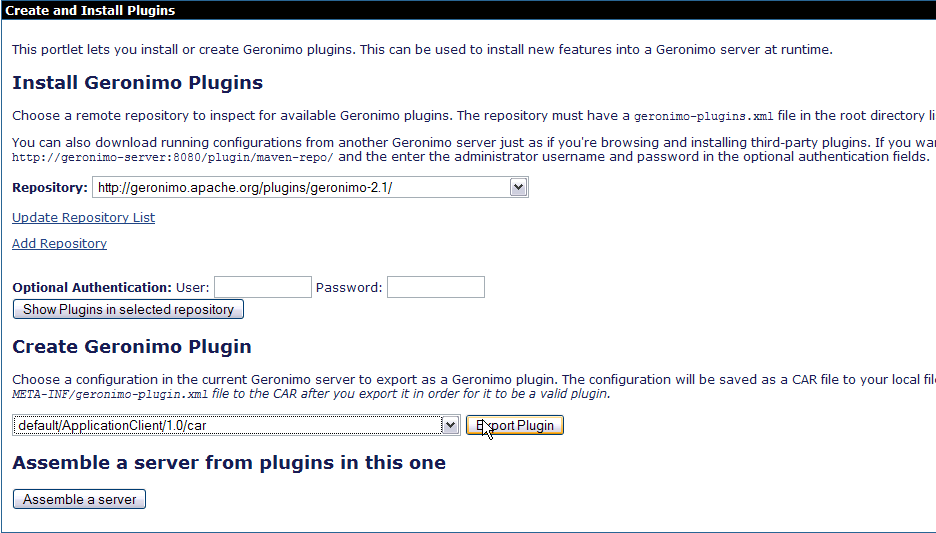 Create and Install Plugins
This portlet lets you install or create Geronimo plugins. This can be used to install new features into a Geronimo server at runtime.
Install Geronimo Plugins
Choose a remote repository to inspect for available Geronimo plugins. The repository must have a geronimo-plugins.xml file in the root directory li
You can also download running configurations from another Geronimo server just as if you're browsing and installing third-party plugins. If you wa
http://geronimo-server:8080/plugin/maven-repo/ and the enter the administrator username and password in the optional authentication fields.
Repository: http://geronimo.apache.org/plugins/geronimo-2.1/
Update Repository List
Add Repository
Optional Authentication: User: Password:
Show Plugins in selected repository
Create Geronimo Plugin
Choose a configuration in the current Geronimo server to export as a Geronimo plugin. The configuration will be saved as a CAR file to your local file
META-INF/geronimo-plugin.xml file to the CAR after you export it in order for it to be a valid plugin.
default/ApplicationClient/1.0/car Export Plugin
Assemble a server from plugins in this one
Assemble a server